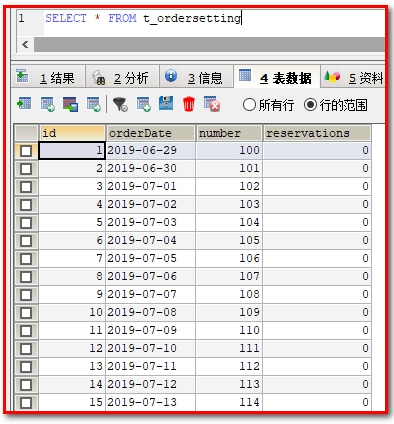 1 SELECT * FROM t_ordersetting
1 结果 2 分析 3 信息 4 表数据 5 资料
所有行 行的范围
id orderDate number reservations
1 2019-06-29 100 0
2 2019-06-30 101 0
3 2019-07-01 102 0
4 2019-07-02 103 0
5 2019-07-03 104 0
6 2019-07-04 105 0
7 2019-07-05 106 0
8 2019-07-06 107 0
9 2019-07-07 108 0
10 2019-07-08 109 0
11 2019-07-09 110 0
12 2019-07-10 111 0
13 2019-07-11 112 0
14 2019-07-12 113 0
15 2019-07-13 114 0